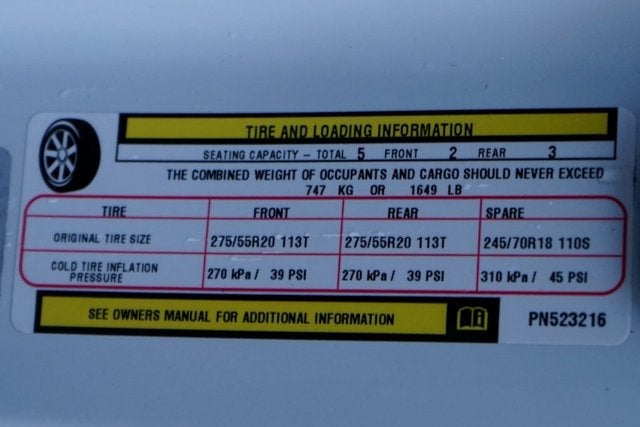 TIRE AND LOADING INFORMATION
SEATING CAPACITY – TOTAL 5 FRONT 2 REAR 3
THE COMBINED WEIGHT OF OCCUPANTS AND CARGO SHOULD NEVER EXCEED
747 KG OR 1649 LB
TIRE FRONT REAR SPARE
ORIGINAL TIRE SIZE 275/55R20 113T 275/55R20 113T 245/70R18 110S
COLD TIRE INFLATION
PRESSURE 270 kPa / 39 PSI 270 kPa / 39 PSI 310 kPa / 45 PSI
SEE OWNERS MANUAL FOR ADDITIONAL INFORMATION PN523216